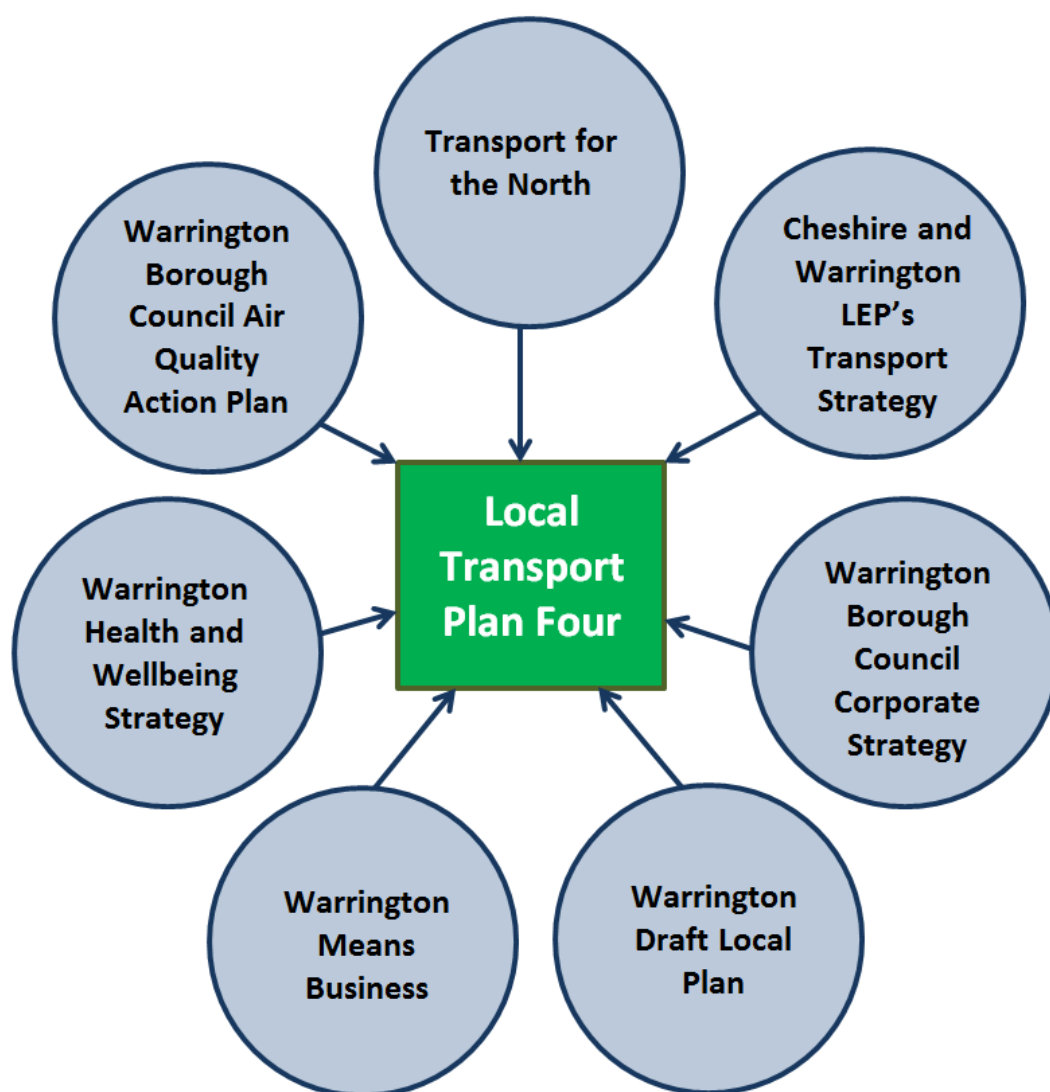 Transport for
the North
Warrington
Borough
Council Air
Quality
Action Plan
Cheshire and
Warrington
LEP’s
Transport
Strategy
Local
Transport
Plan Four
Warrington
Health and
Wellbeing
Strategy
Warrington
Borough
Council
Corporate
Strategy
Warrington
Means
Business
Warrington
Draft Local
Plan